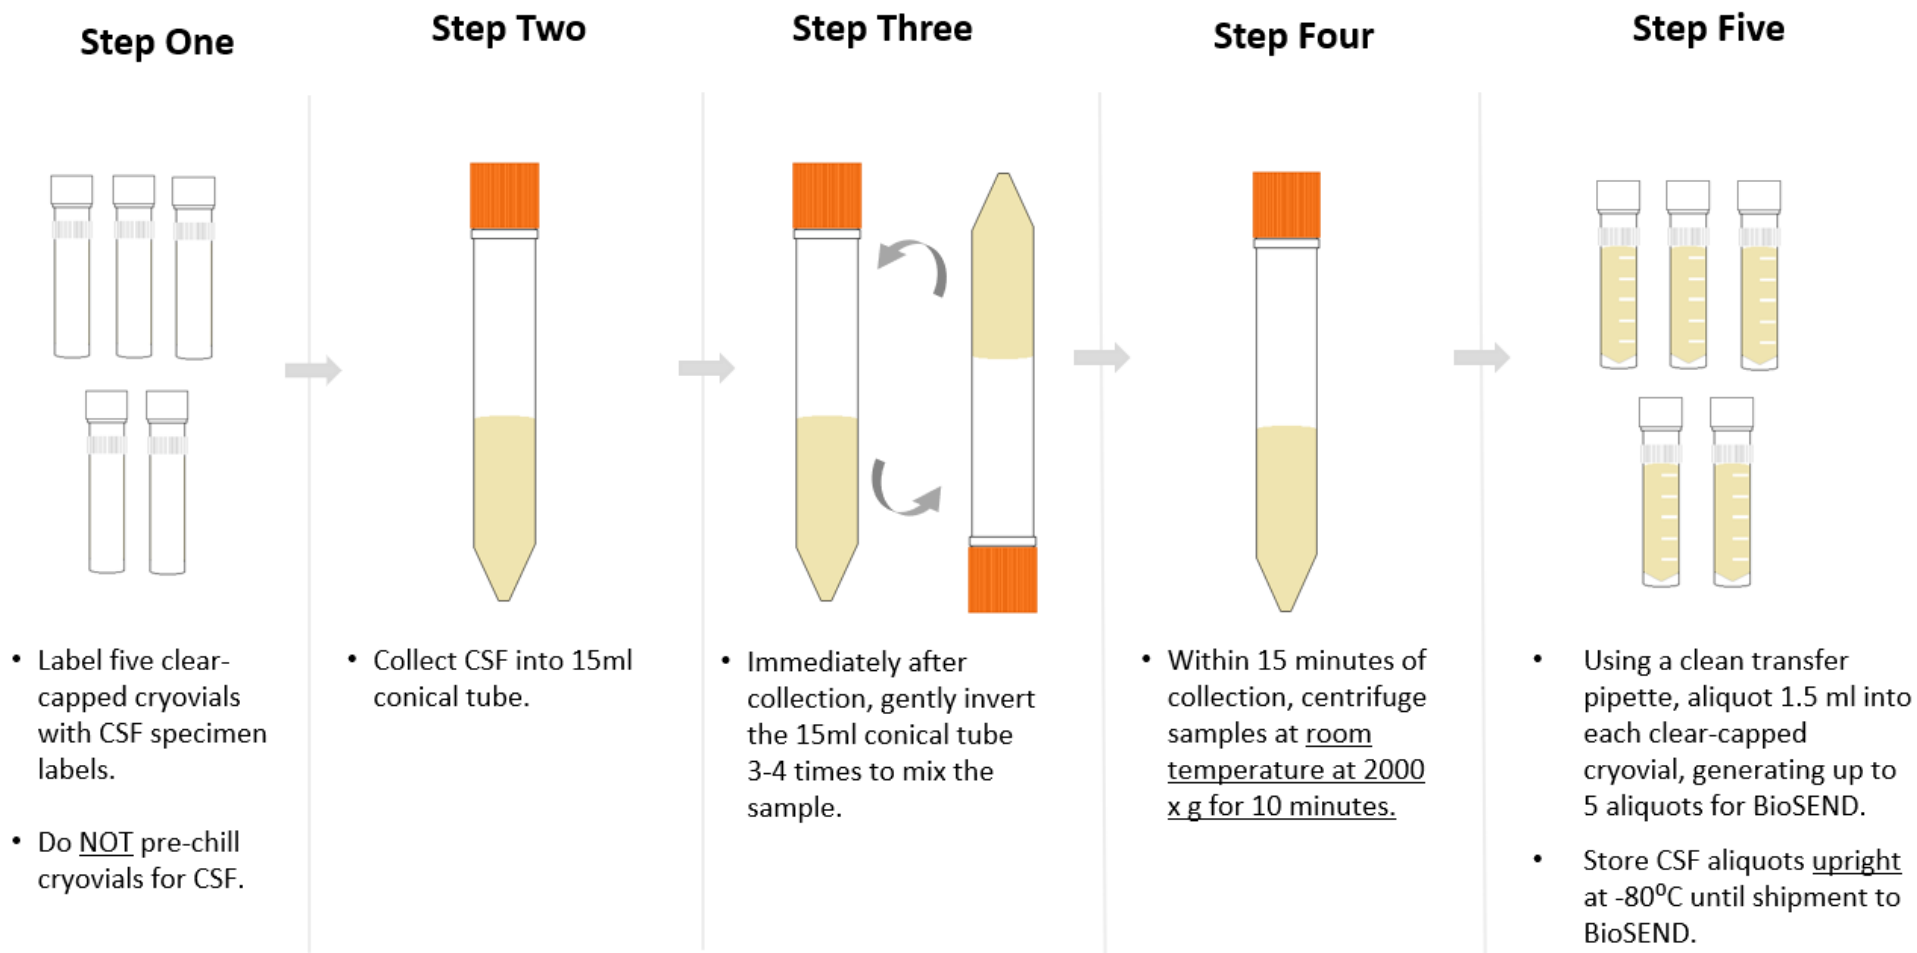 Step One
• Label five clear-
capped cryovials
with CSF specimen
labels.
• Do NOT pre-chill
cryovials for CSF.
Step Two
• Collect CSF into 15ml
conical tube.
Step Three
• Immediately after
collection, gently invert
the 15ml conical tube
3-4 times to mix the
sample.
Step Four
• Within 15 minutes of
collection, centrifuge
samples at room
temperature at 2000
x g for 10 minutes.
Step Five
• Using a clean transfer
pipette, aliquot 1.5 ml into
each clear-capped
cryovial, generating up to
5 aliquots for BioSEND.
• Store CSF aliquots upright
at -80⁰C until shipment to
BioSEND.